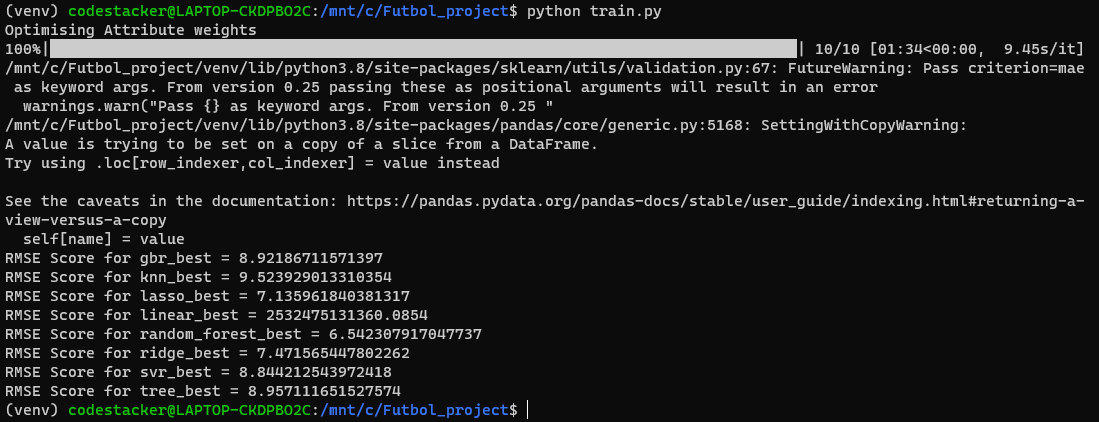 (venv) codestacker@LAPTOP-CKDPBO2C:/mnt/c/Futbol_project$ python train.py
Optimising Attribute weights
100%|| 10/10 [01:34<00:00,  9.45s/it]
/mnt/c/Futbol_project/venv/lib/python3.8/site-packages/sklearn/utils/validation.py:67: FutureWarning: Pass criterion=mae
 as keyword args. From version 0.25 passing these as positional arguments will result in an error
  warnings.warn("Pass {} as keyword args. From version 0.25 "
/mnt/c/Futbol_project/venv/lib/python3.8/site-packages/pandas/core/generic.py:5168: SettingWithCopyWarning:
A value is trying to be set on a copy of a slice from a DataFrame.
Try using .loc[row_indexer,col_indexer] = value instead

See the caveats in the documentation: https://pandas.pydata.org/pandas-docs/stable/user_guide/indexing.html#returning-a-
view-versus-a-copy
  self[name] = value
RMSE Score for gbr_best = 8.92186711571397
RMSE Score for knn_best = 9.523929013310354
RMSE Score for lasso_best = 7.135961840381317
RMSE Score for linear_best = 2532475131360.0854
RMSE Score for random_forest_best = 6.542307917047737
RMSE Score for ridge_best = 7.471565447802262
RMSE Score for svr_best = 8.844212543972418
RMSE Score for tree_best = 8.957111651527574
(venv) codestacker@LAPTOP-CKDPBO2C:/mnt/c/Futbol_project$